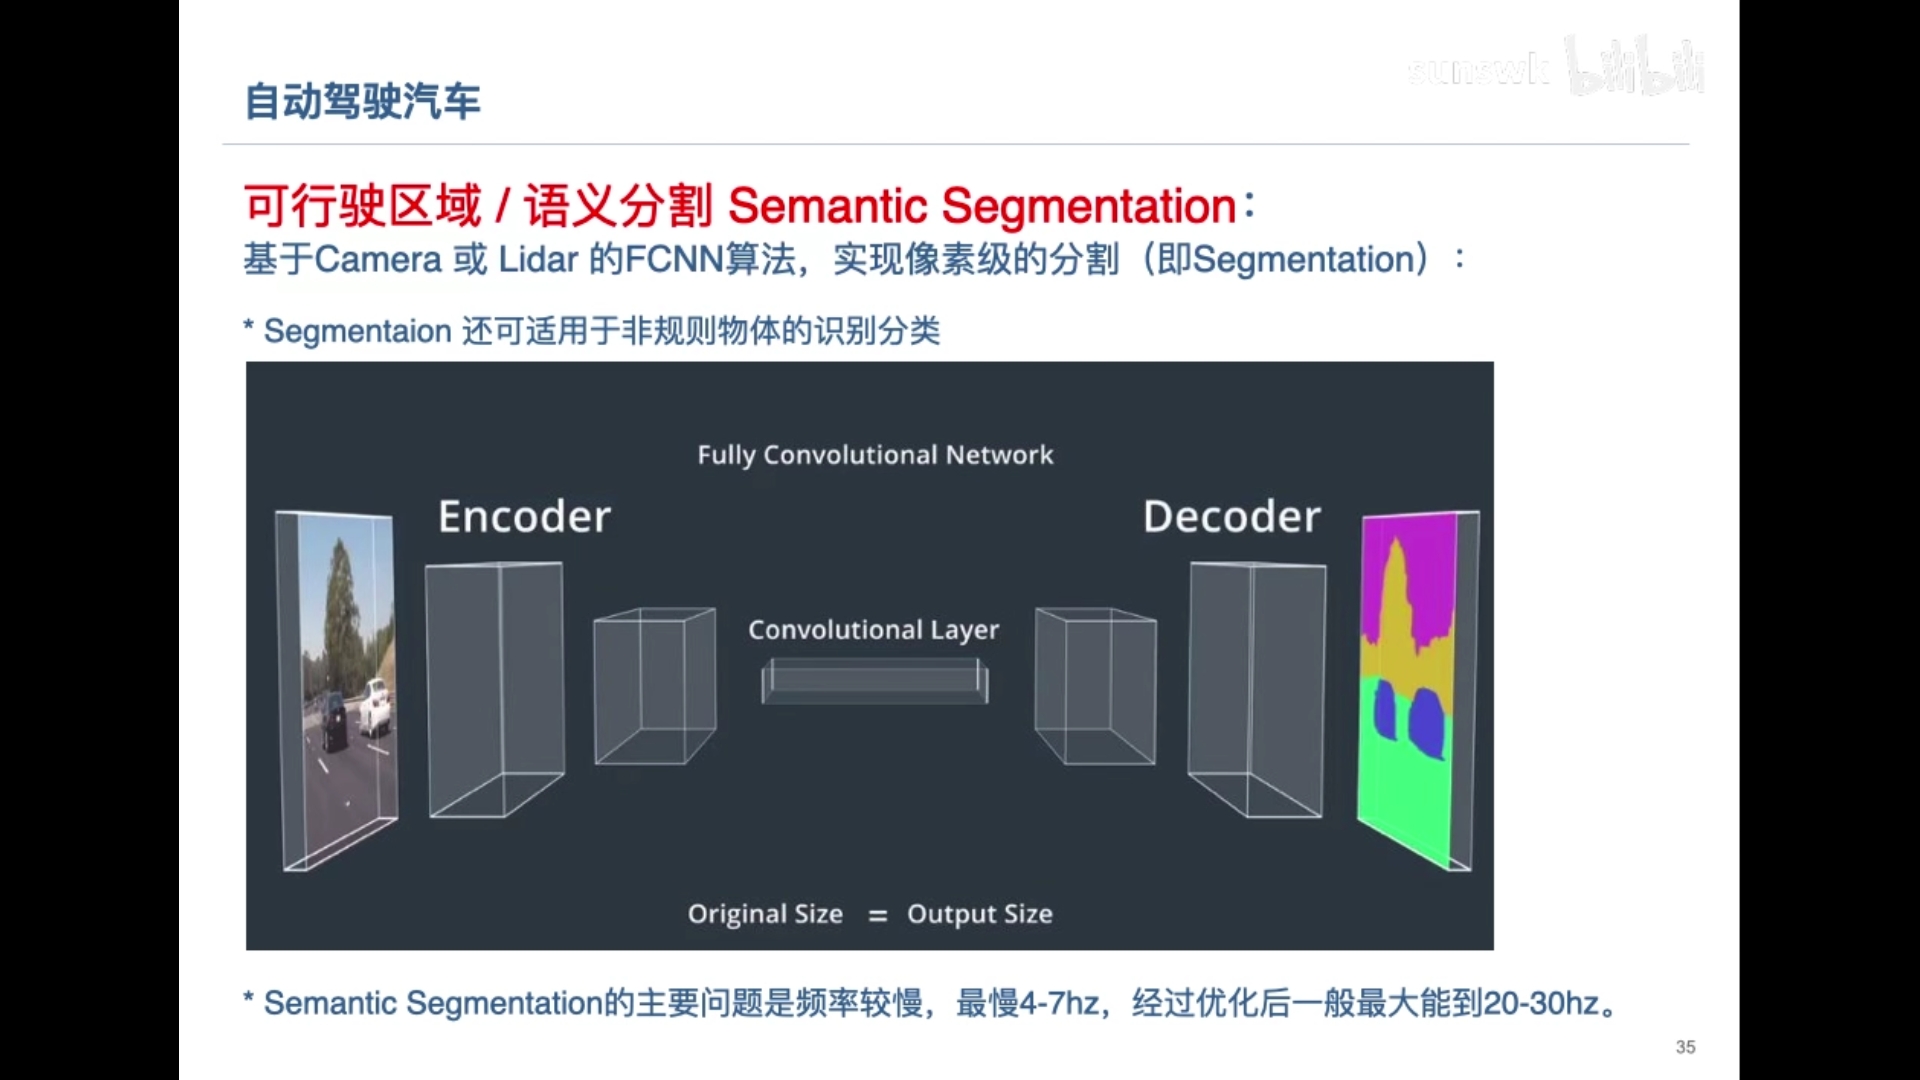 sunswk bilibili
自动驾驶汽车
可行驶区域 / 语义分割 Semantic Segmentation：
基于Camera 或 Lidar 的FCNN算法，实现像素级的分割（即Segmentation）：
* Segmentaion 还可适用于非规则物体的识别分类
Fully Convolutional Network
Encoder
Decoder
Convolutional Layer
Original Size = Output Size
* Semantic Segmentation的主要问题是频率较慢，最慢4-7hz，经过优化后一般最大能到20-30hz。
35